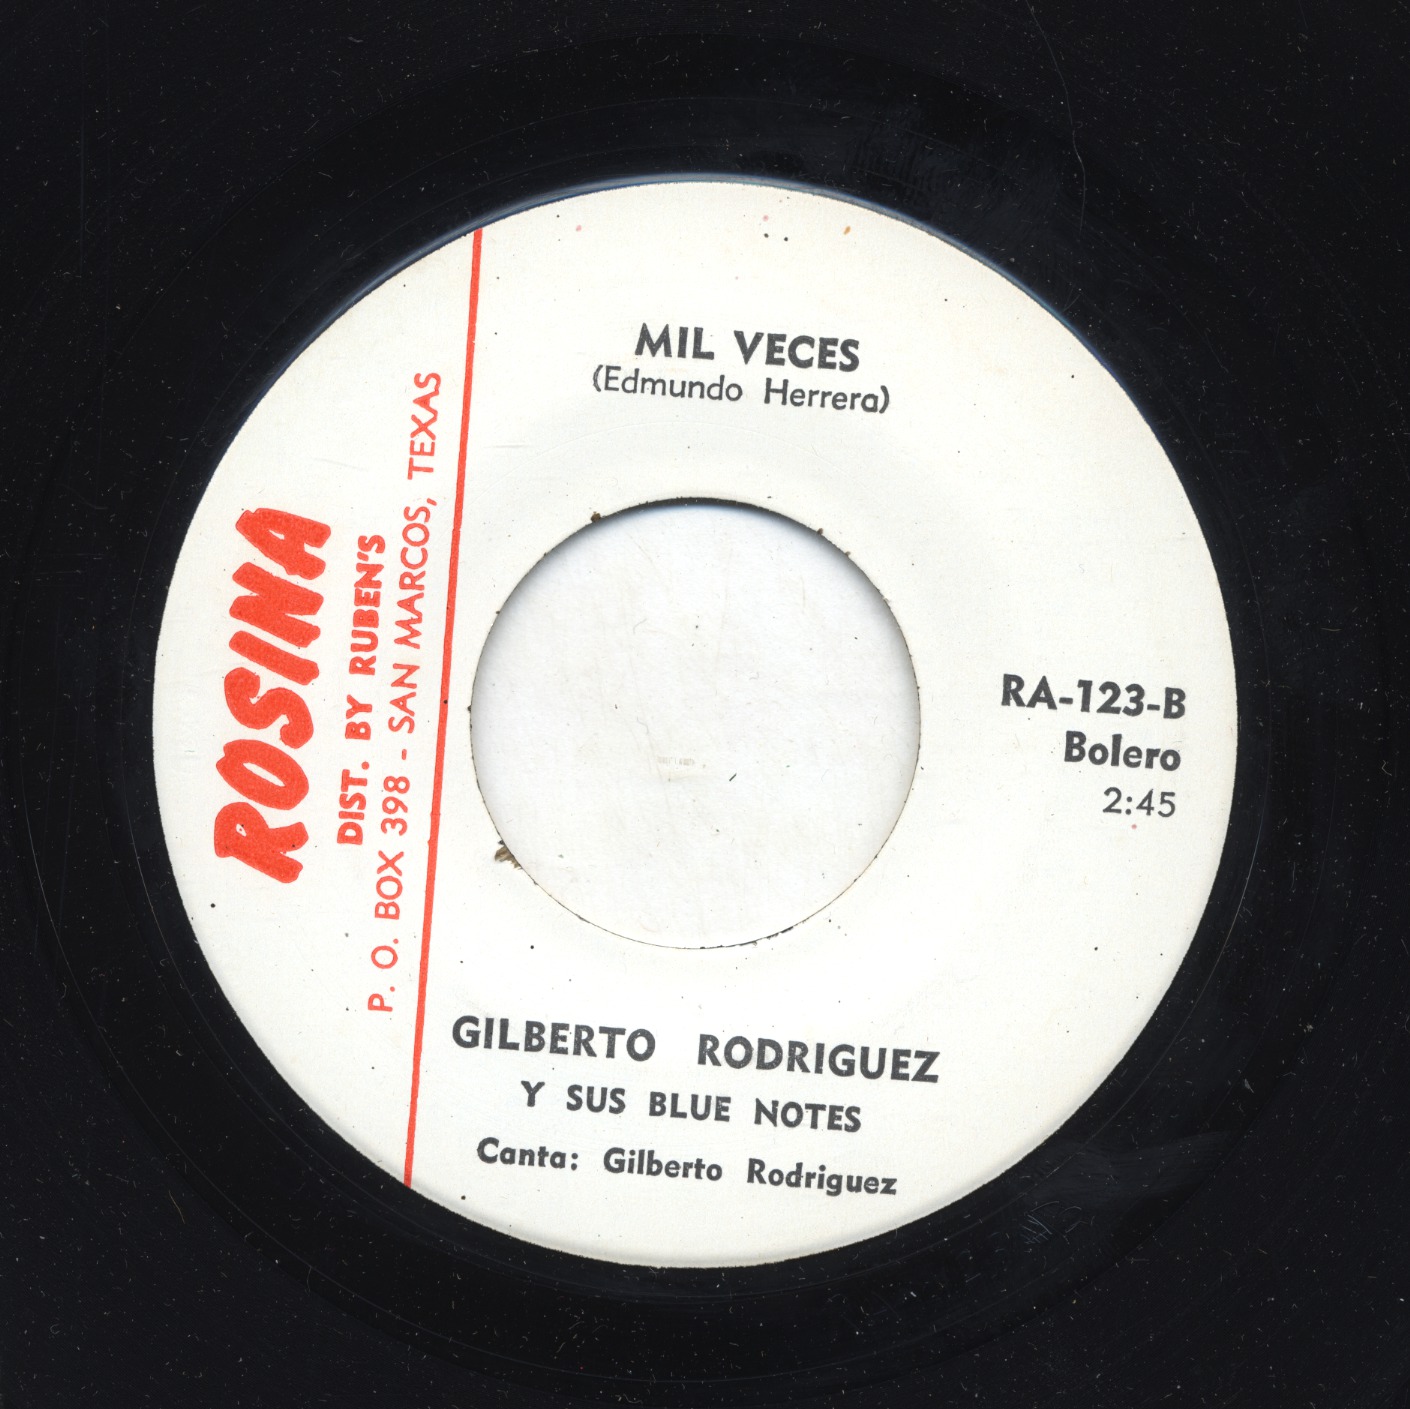 MIL VECES
(Edmundo Herrera)
ROSINA
DIST. BY RUBEN'S
P. O. BOX 398 - SAN MARCOS, TEXAS
RA-123-B
Bolero
2:45
GILBERTO RODRIGUEZ
Y SUS BLUE NOTES
Canta: Gilberto Rodriguez